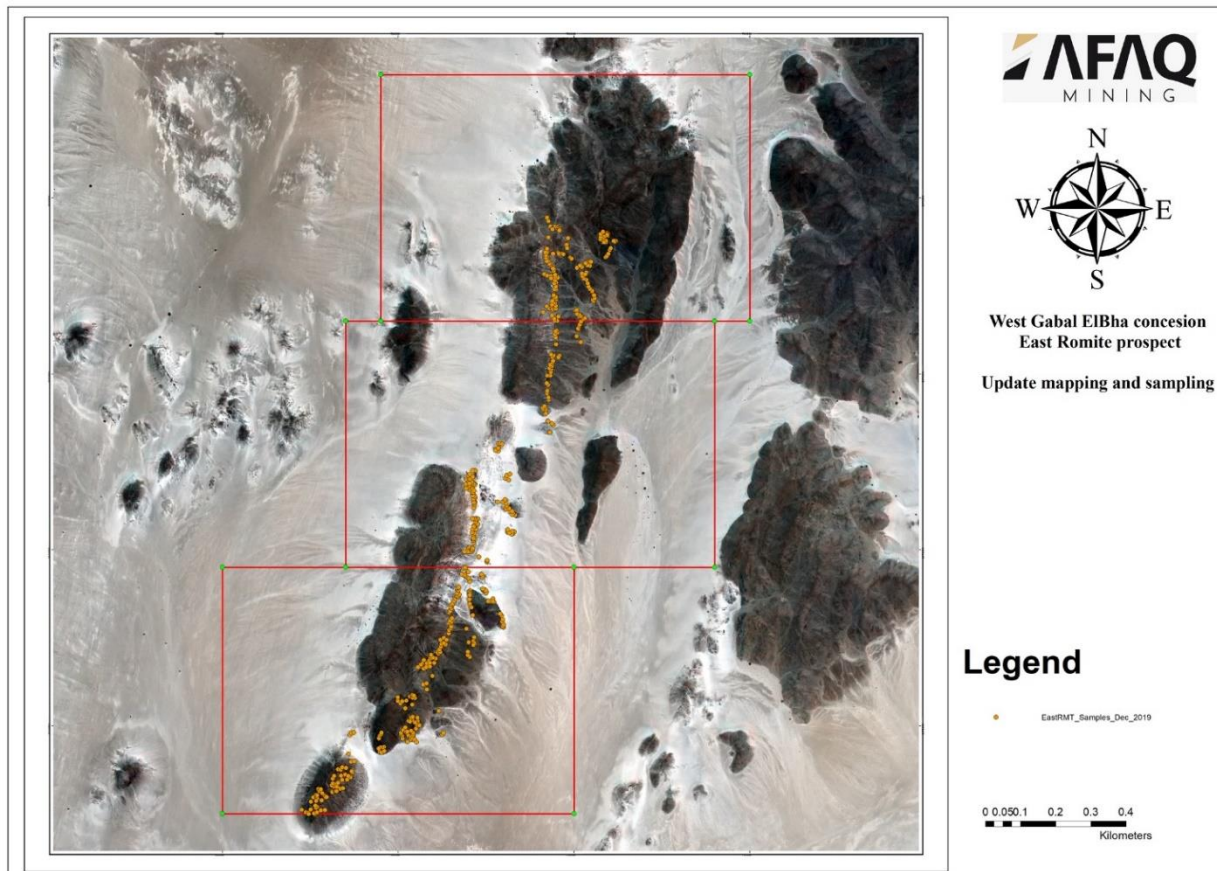 AFAQ
MINING
N
W E
S
West Gabal ElBha concesion
East Romite prospect
Update mapping and sampling
Legend
EastRMT_Samples_Dec_2019
0 0.050.1 0.2 0.3 0.4
Kilometers